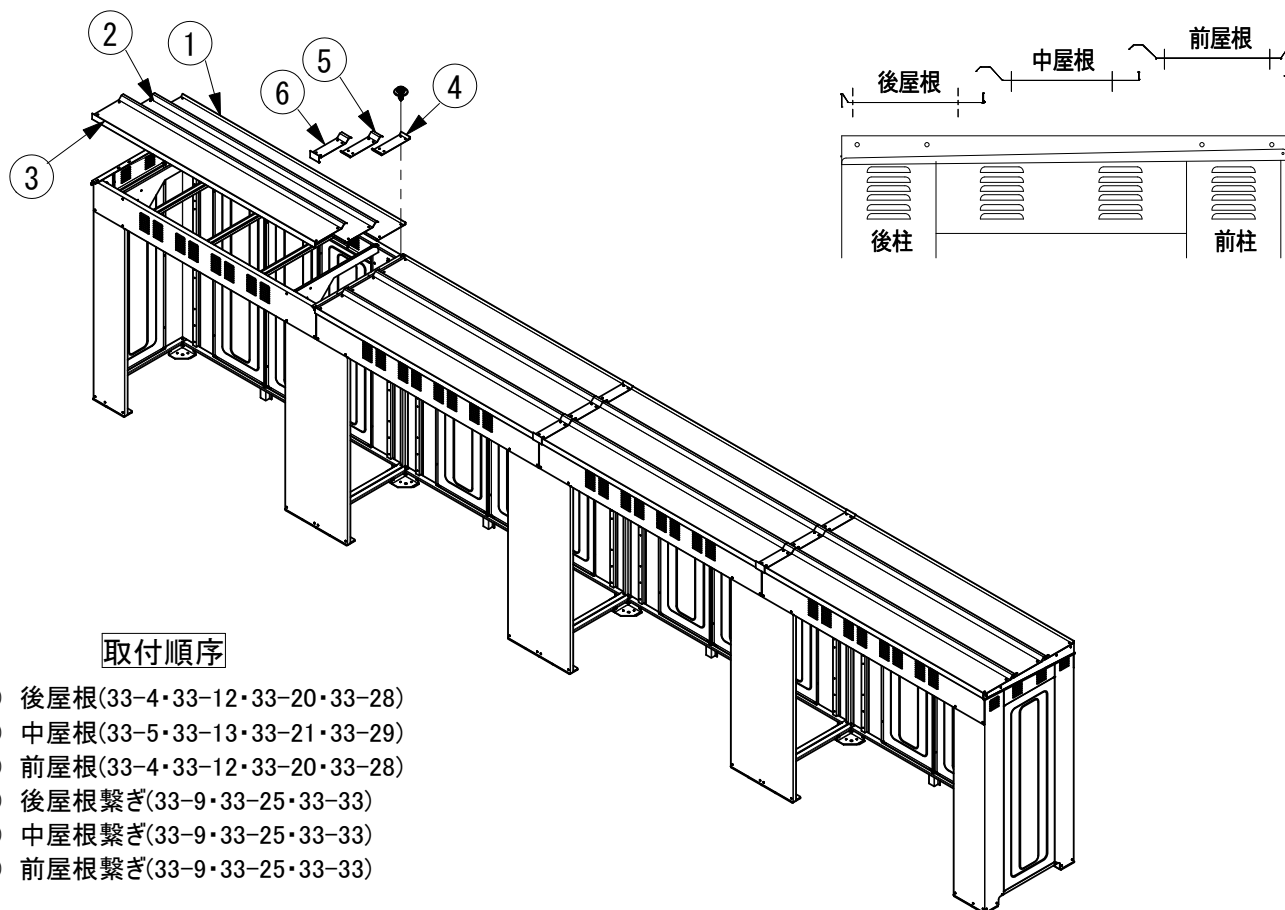 ②
①
⑤
④
⑥
③
前屋根
中屋根
後屋根
後柱
前柱
取付順序
後屋根(33-4・33-12・33-20・33-28)
中屋根(33-5・33-13・33-21・33-29)
前屋根(33-4・33-12・33-20・33-28)
後屋根繋ぎ(33-9・33-25・33-33)
中屋根繋ぎ(33-9・33-25・33-33)
前屋根繋ぎ(33-9・33-25・33-33)